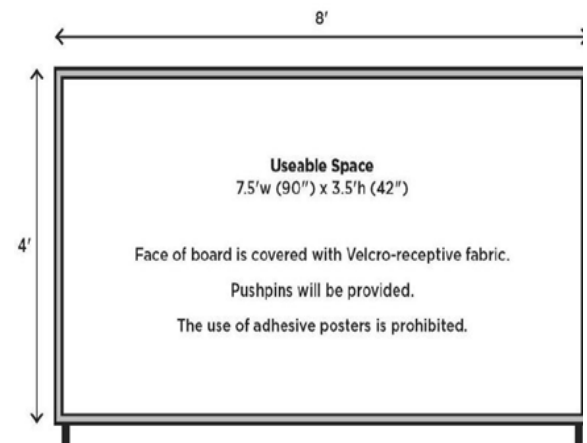 8'
Useable Space
7.5'w (90") x 3.5'h (42")
4'
Face of board is covered with Velcro-receptive fabric.
Pushpins will be provided.
The use of adhesive posters is prohibited.